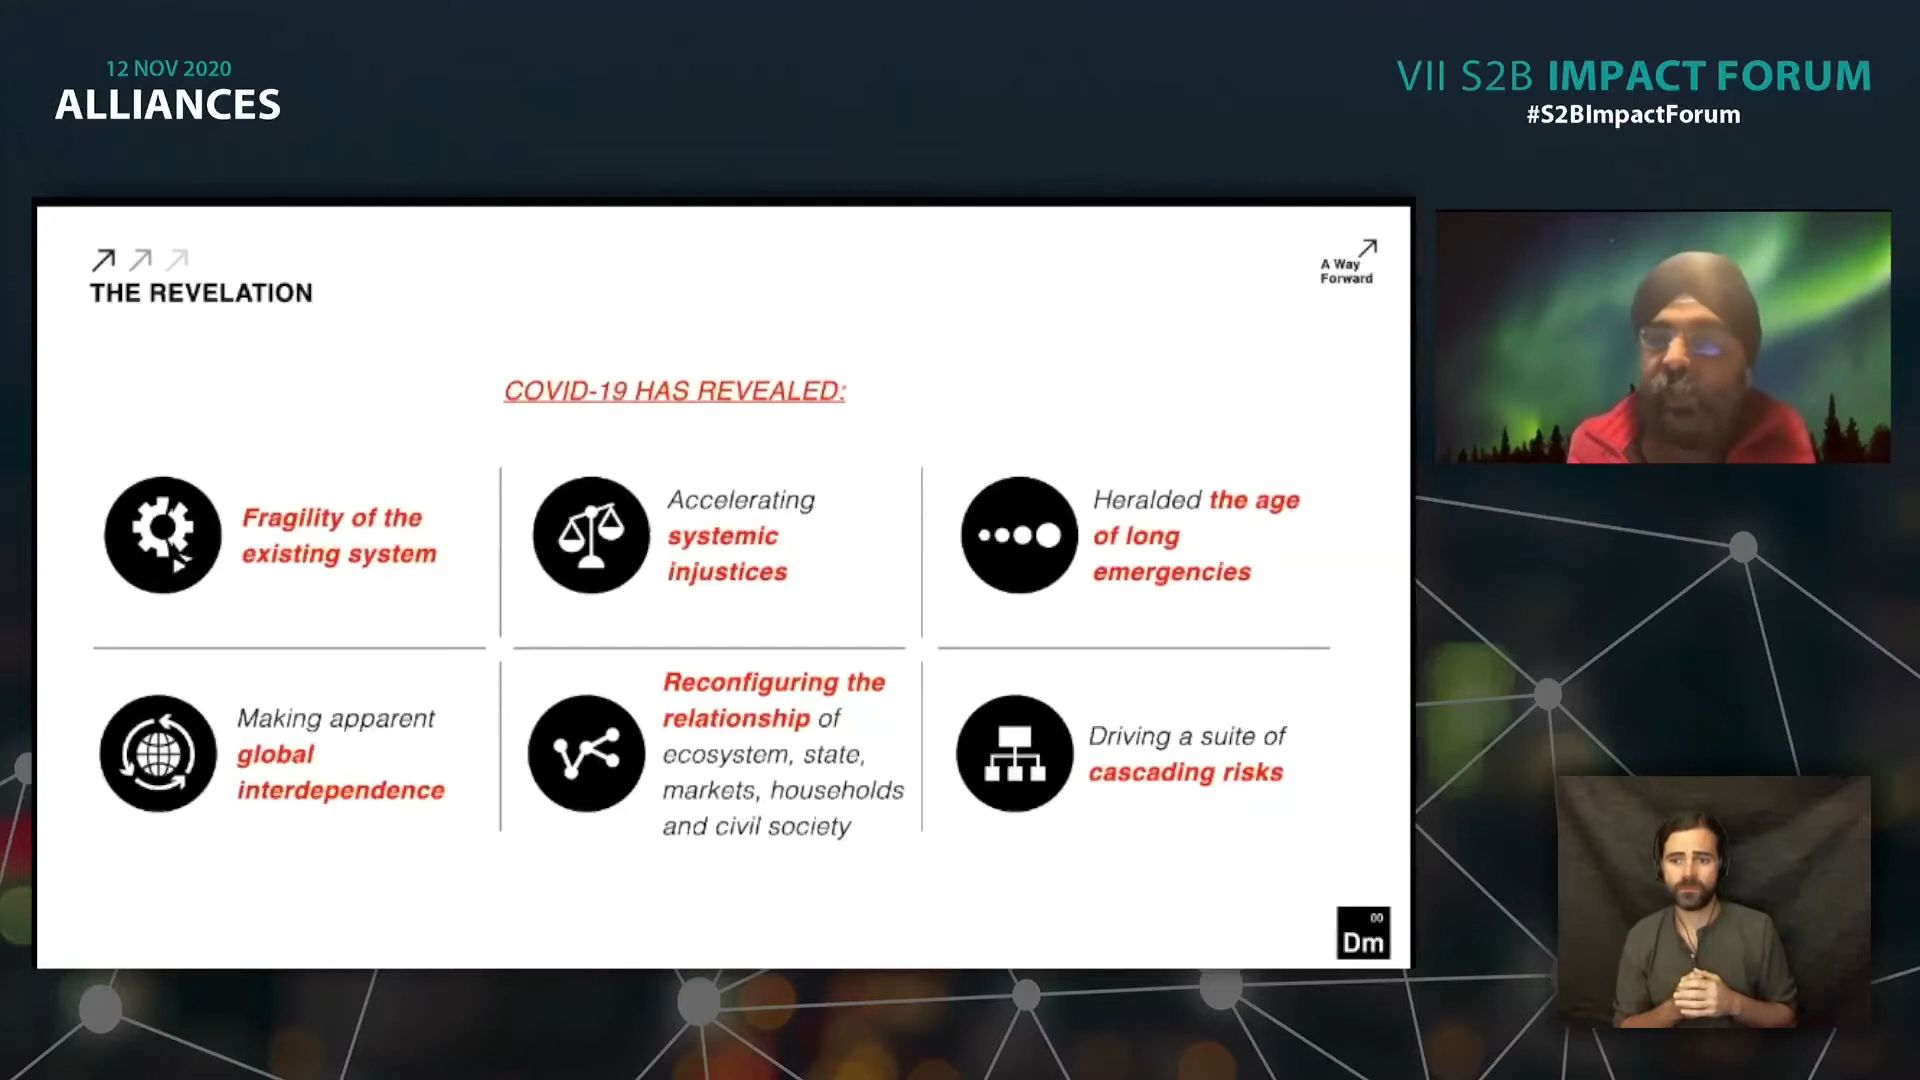 12 NOV 2020
ALLIANCES
VII S2B IMPACT FORUM
#S2BImpactForum
THE REVELATION
A Way
Forward
COVID-19 HAS REVEALED:
Fragility of the
existing system
Accelerating
systemic
injustices
Heralded the age
of long
emergencies
Making apparent
global
interdependence
Reconfiguring the
relationship of
ecosystem, state,
markets, households
and civil society
Driving a suite of
cascading risks
00
Dm